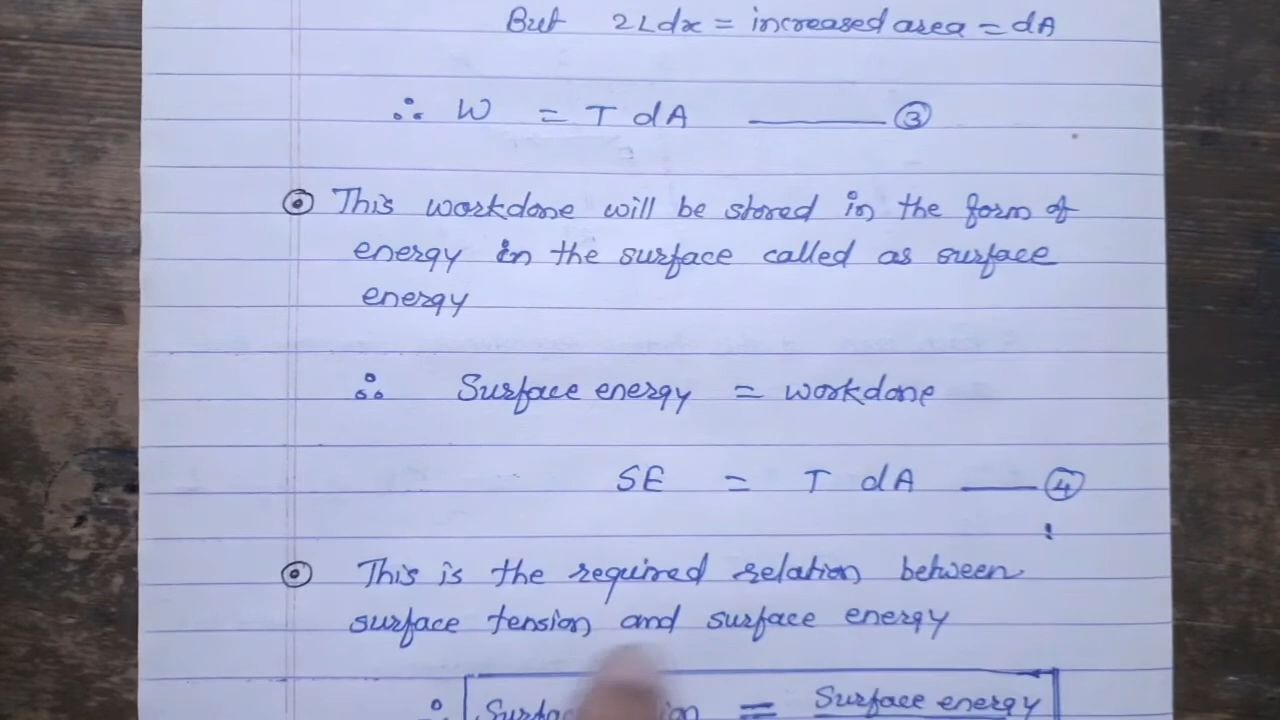 But 2Ldx = increased area = dA
∴ W = T dA ——— ③
⊙ This workdone will be stored in the form of
energy in the surface called as surface
energy
∴ Surface energy = workdone
SE = T dA —— ④
⊙ This is the required relation between
surface tension and surface energy
∴ = Surface energy